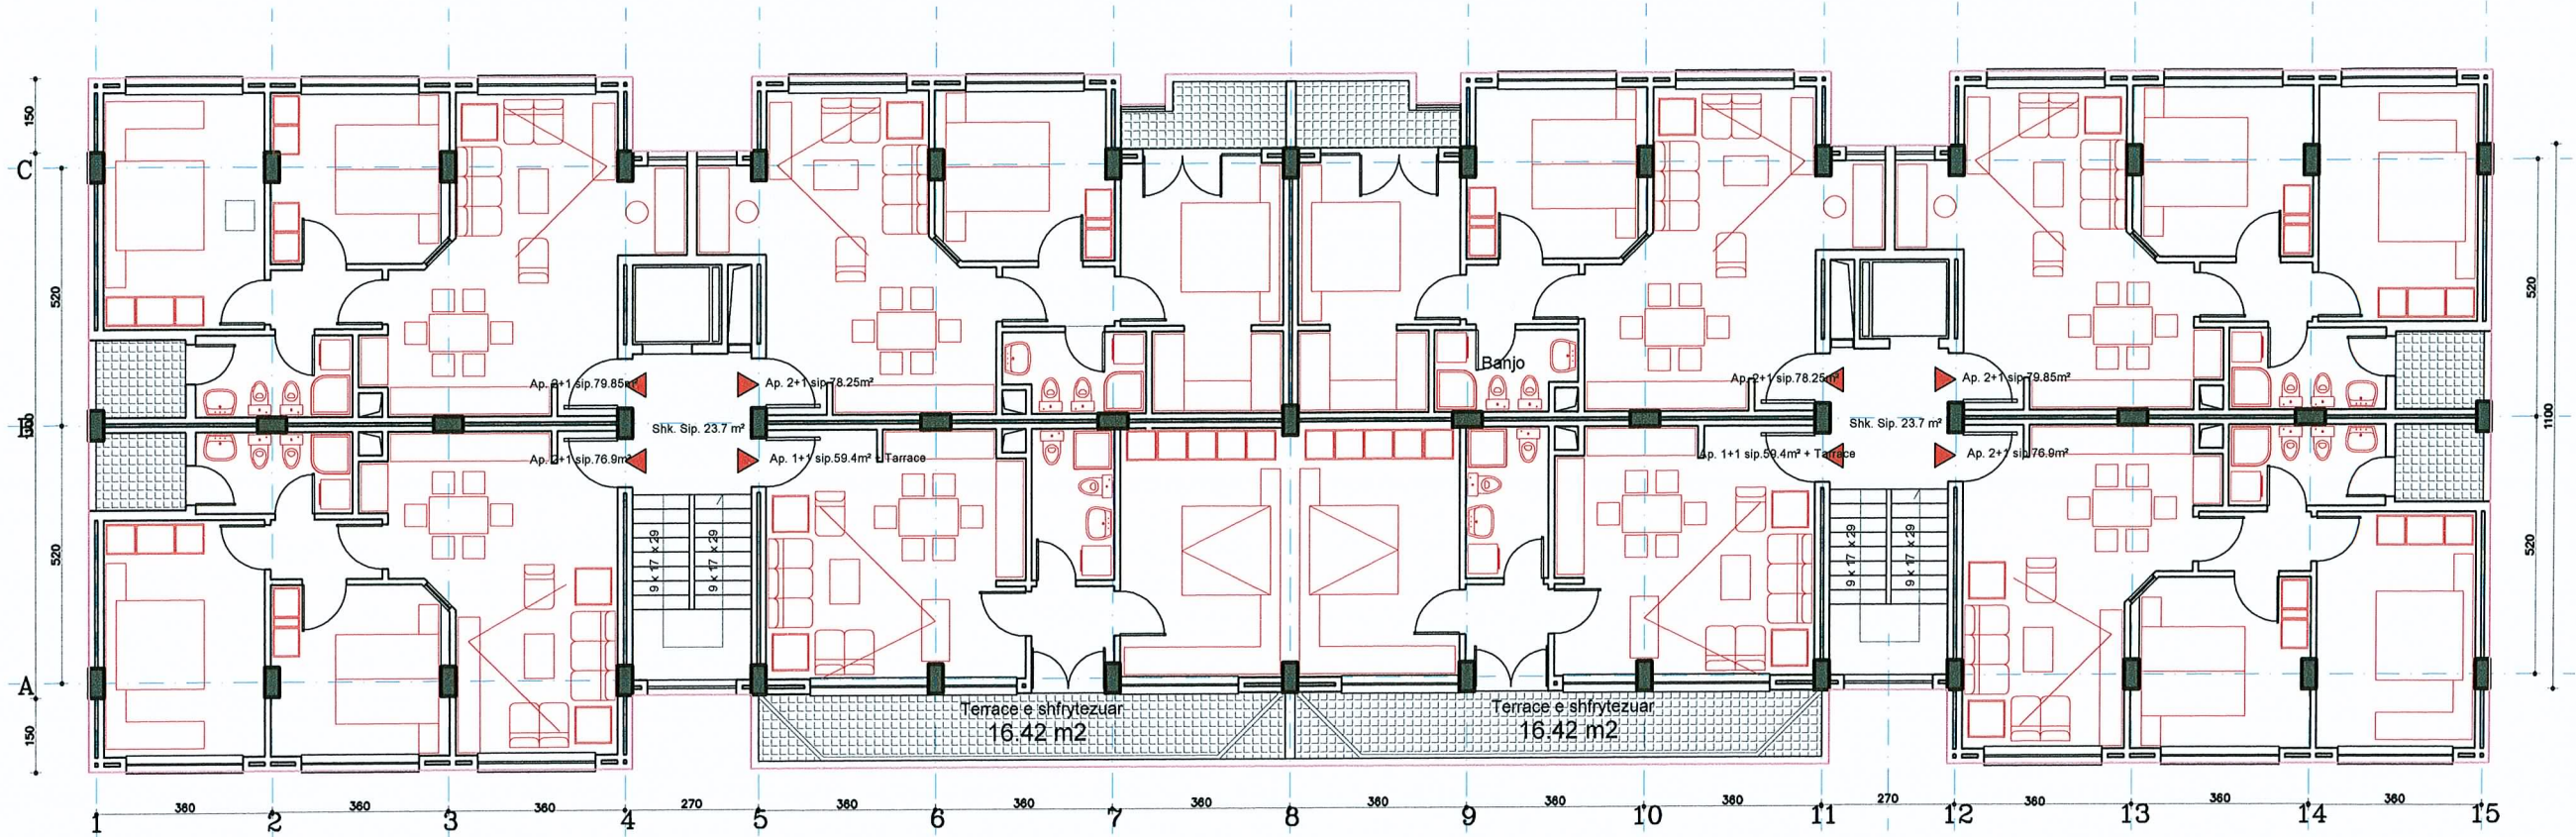 150
C
520
520
Banjo
Ap. 2+1 sip.79.85m²
Ap. 2+1 sip.78.25m²
Ap. 2+1 sip.78.25m²
Ap. 2+1 sip.79.85m²
Shk. Sip. 23.7 m²
Shk. Sip. 23.7 m²
1100
Ap. 2+1 sip.76.9m²
Ap. 1+1 sip.59.4m² + Tarrace
Ap. 1+1 sip.59.4m² + Tarrace
Ap. 2+1 sip.76.9m²
520
9 x 17 x 29
9 x 17 x 29
9 x 17 x 29
9 x 17 x 29
520
A
150
Terrace e shfrytezuar
16.42 m2
Terrace e shfrytezuar
16.42 m2
360 360 360 270 360 360 360 360 360 360 270 360 360 360
1 2 3 4 5 6 7 8 9 10 11 12 13 14 15